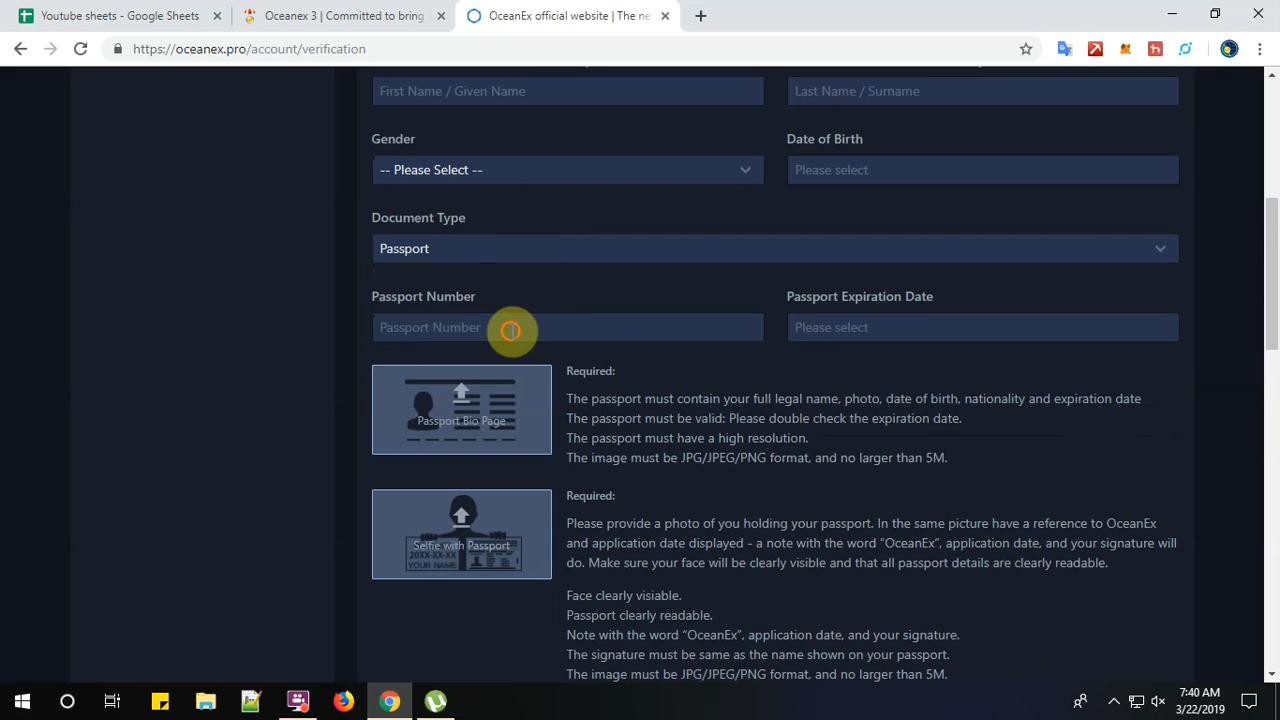 Youtube sheets - Google Sheets
Oceanex 3 | Committed to bring
OceanEx official website | The ne
https://oceanex.pro/account/verification
First Name / Given Name
Last Name / Surname
Gender
Date of Birth
-- Please Select --
Please select
Document Type
Passport
Passport Number
Passport Expiration Date
Passport Number
Please select
Passport Bio Page
Required:
The passport must contain your full legal name, photo, date of birth, nationality and expiration date
The passport must be valid: Please double check the expiration date.
The passport must have a high resolution.
The image must be JPG/JPEG/PNG format, and no larger than 5M.
Selfie with Passport
20XX-XX-XX
YOUR NAME
Required:
Please provide a photo of you holding your passport. In the same picture have a reference to OceanEx
and application date displayed - a note with the word “OceanEx”, application date, and your signature will
do. Make sure your face will be clearly visible and that all passport details are clearly readable.
Face clearly visiable.
Passport clearly readable.
Note with the word “OceanEx”, application date, and your signature.
The signature must be same as the name shown on your passport.
The image must be JPG/JPEG/PNG format, and no larger than 5M.
7:40 AM
3/22/2019